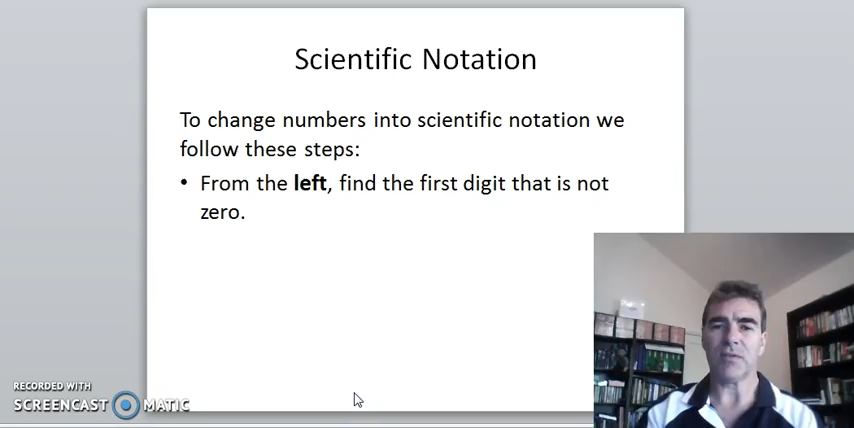 Scientific Notation
To change numbers into scientific notation we
follow these steps:
• From the left, find the first digit that is not
zero.
RECORDED WITH
SCREENCAST MATIC